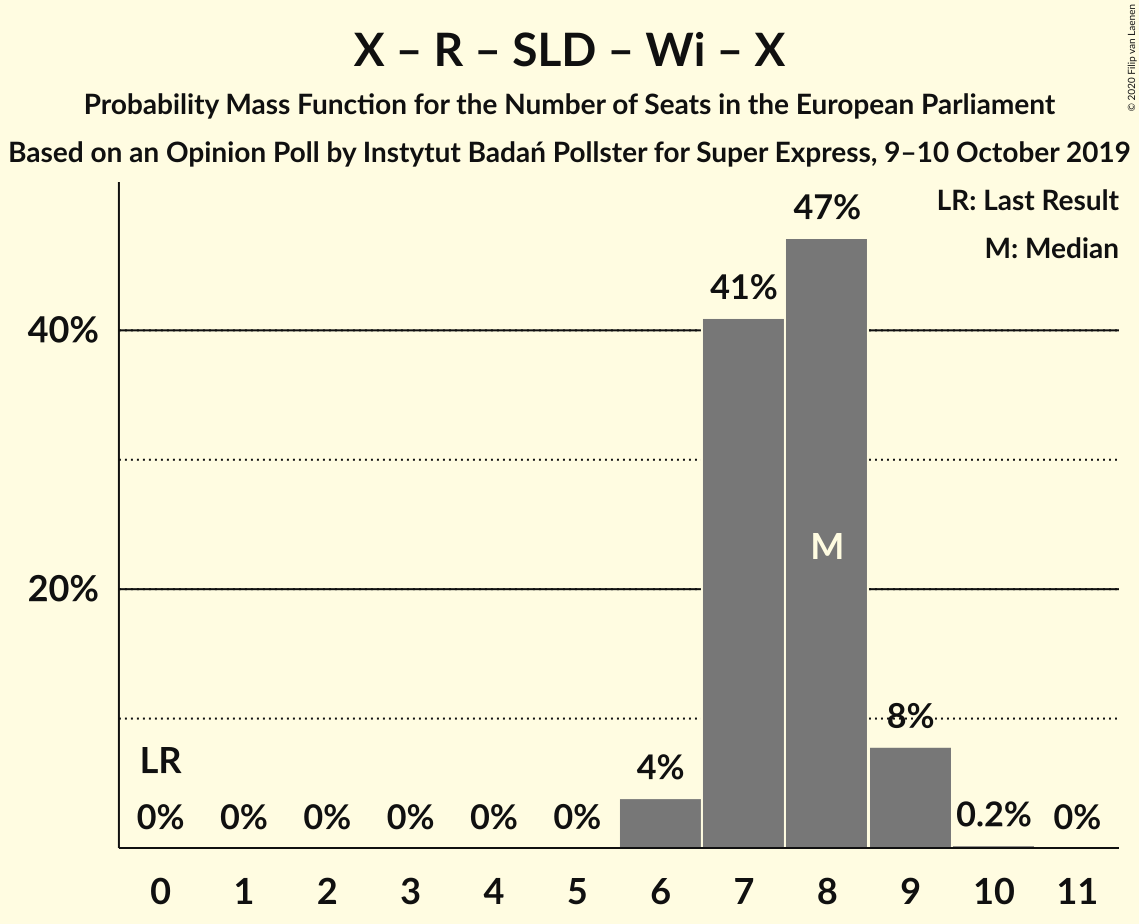 X – R – SLD – Wi – X
Probability Mass Function for the Number of Seats in the European Parliament
Based on an Opinion Poll by Instytut Badań Pollster for Super Express, 9–10 October 2019
© 2020 Filip van Laenen
LR: Last Result
M: Median
47%
41%
40%
M
20%
8%
LR
4%
0% 0% 0% 0% 0% 0% 0.2% 0%
0 1 2 3 4 5 6 7 8 9 10 11